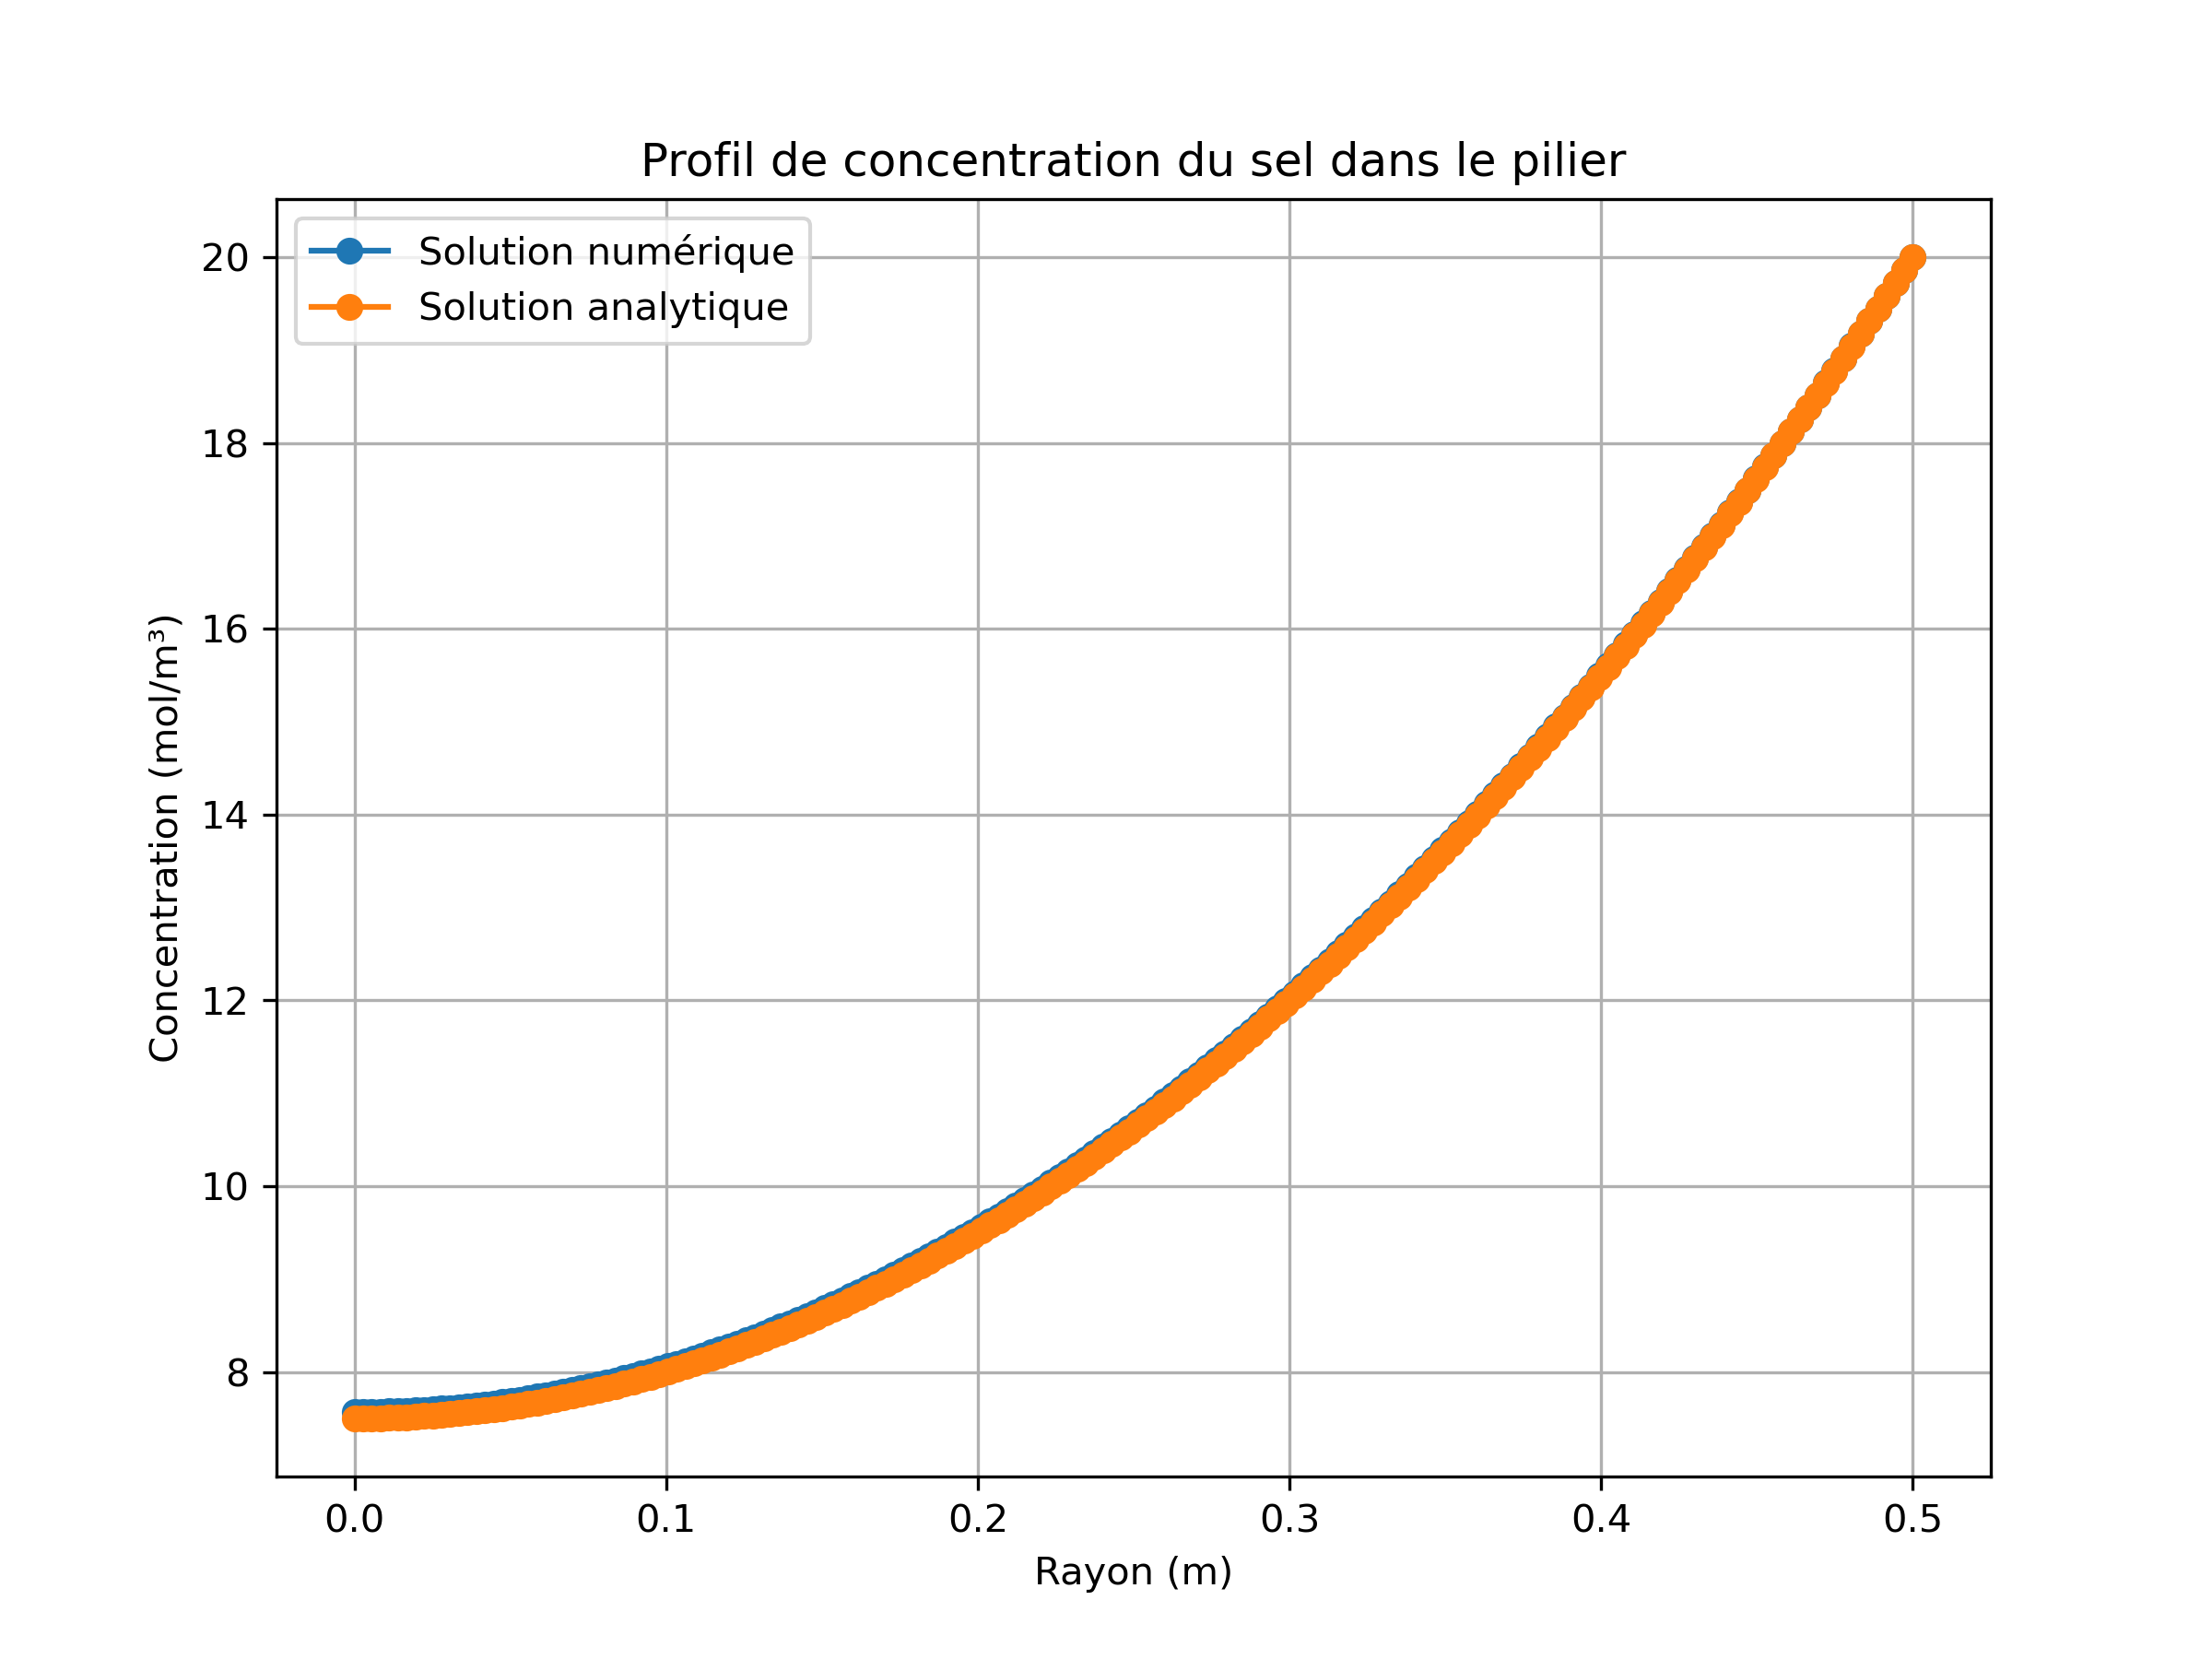 Profil de concentration du sel dans le pilier
Solution numérique
Solution analytique
20
18
16
14
12
10
8
Concentration (mol/m³)
0.0 0.1 0.2 0.3 0.4 0.5
Rayon (m)